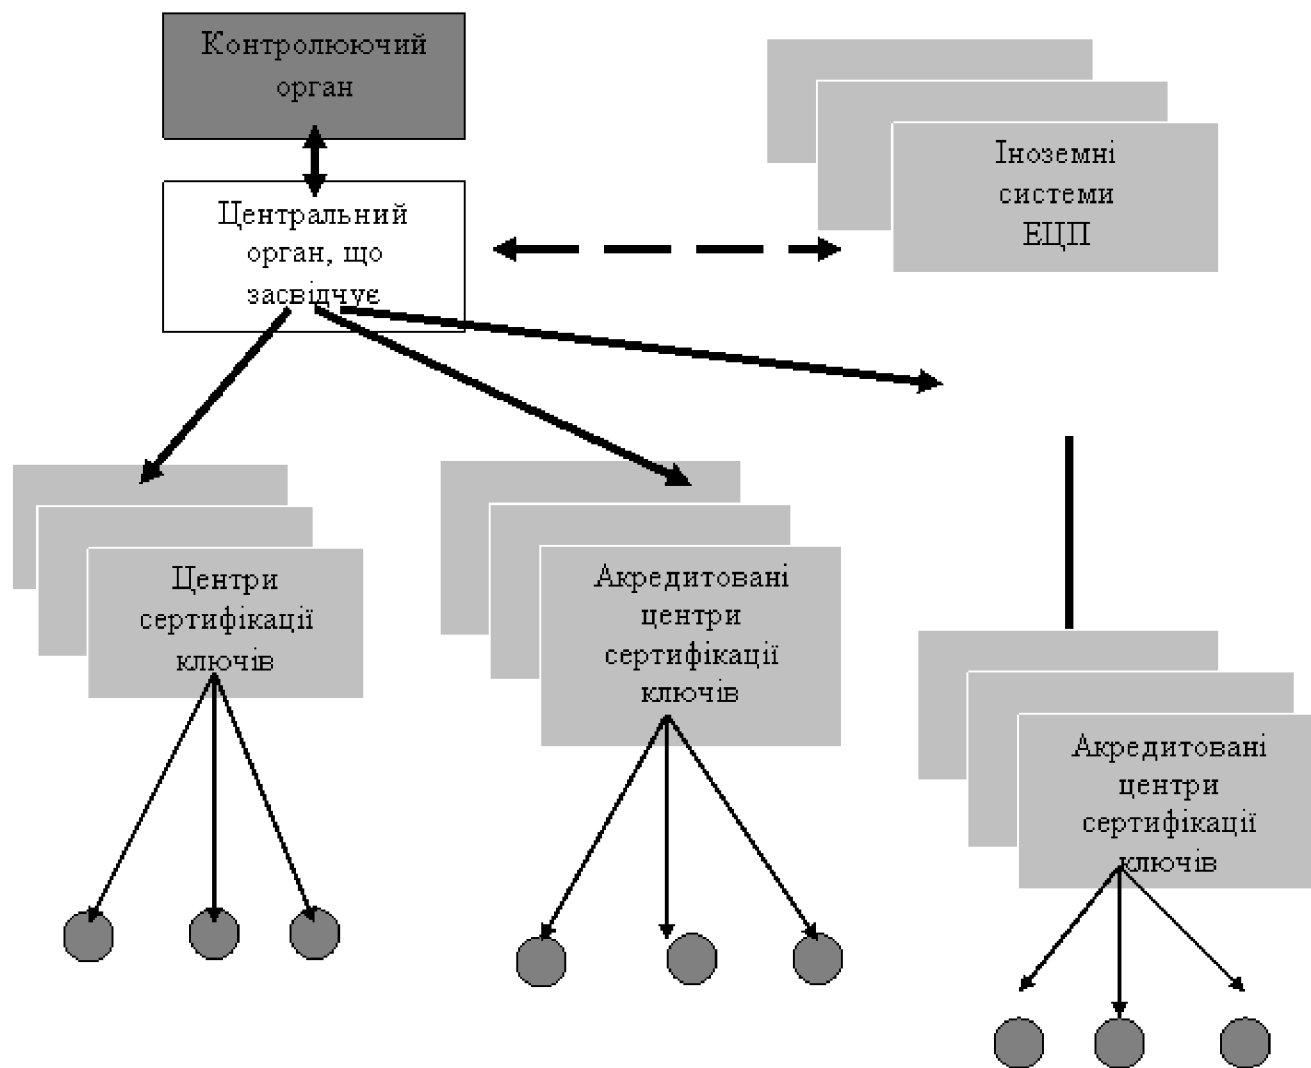 Контролюючий
орган
Іноземні
системи
ЕЦП
Центральний
орган, що
засвідчує
Центри
сертифікації
ключів
Акредитовані
центри
сертифікації
ключів
Акредитовані
центри
сертифікації
ключів